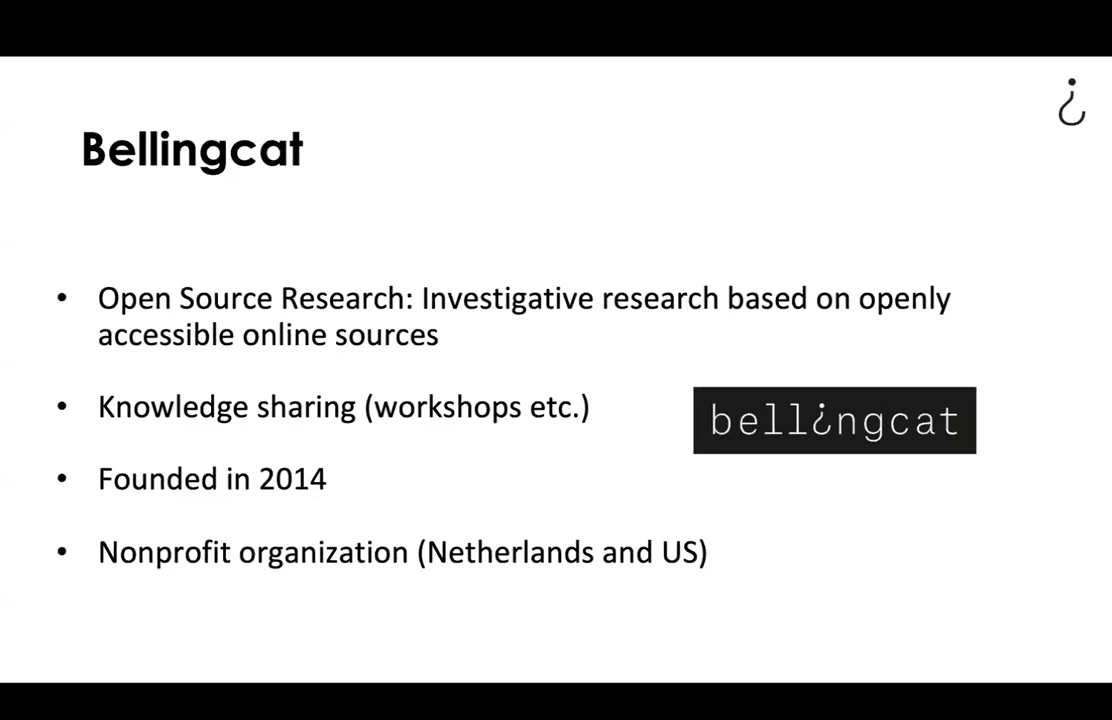 ¿
Bellingcat
• Open Source Research: Investigative research based on openly
accessible online sources
• Knowledge sharing (workshops etc.)
bell¿ngcat
• Founded in 2014
• Nonprofit organization (Netherlands and US)